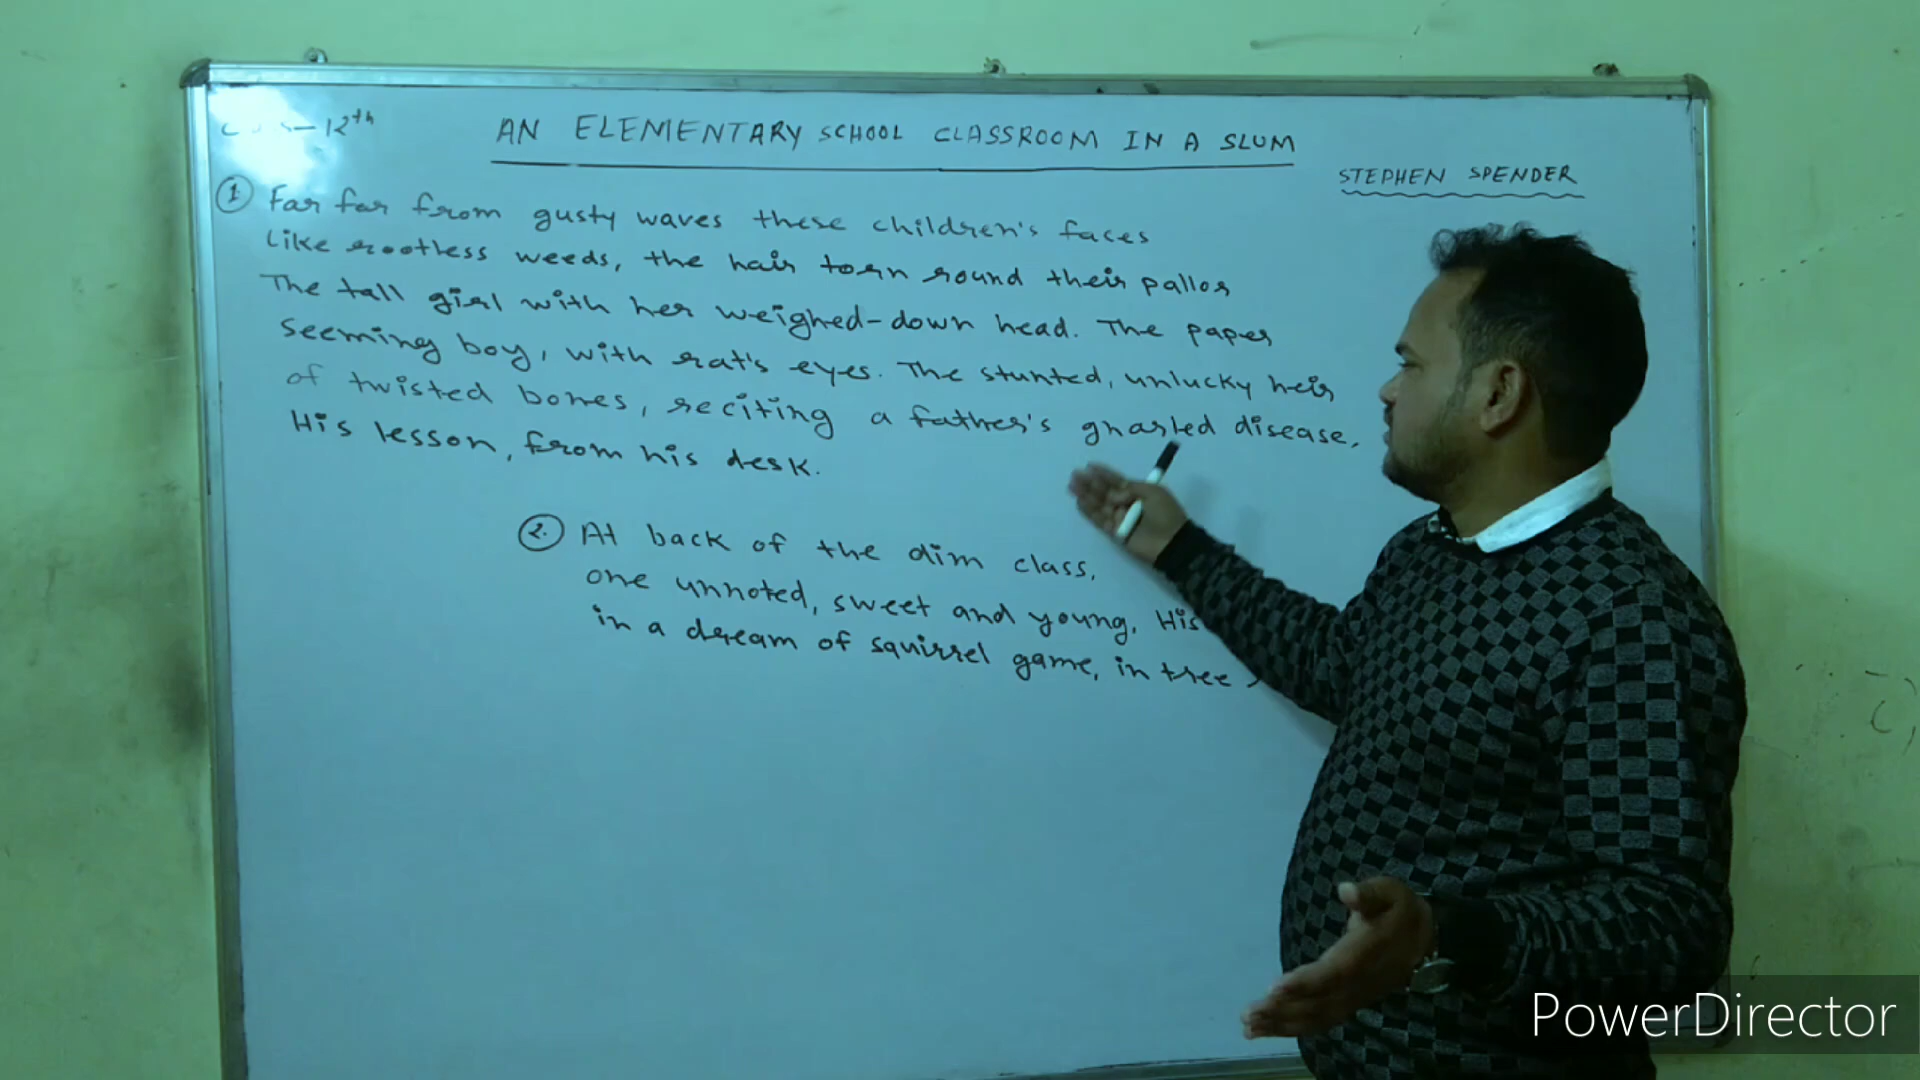 -12th
AN ELEMENTARY SCHOOL CLASSROOM IN A SLUM
STEPHEN SPENDER
1. Far far from gusty waves these children's faces
Like rootless weeds, the hair torn round their pallor
The tall girl with her weighed-down head. The paper
seeming boy, with rat's eyes. The stunted, unlucky heir
of twisted bones, reciting a father's gnarled disease,
His lesson, from his desk.
2. At back of the dim class,
one unnoted, sweet and young. His
in a dream of squirrel game, in tree
PowerDirector